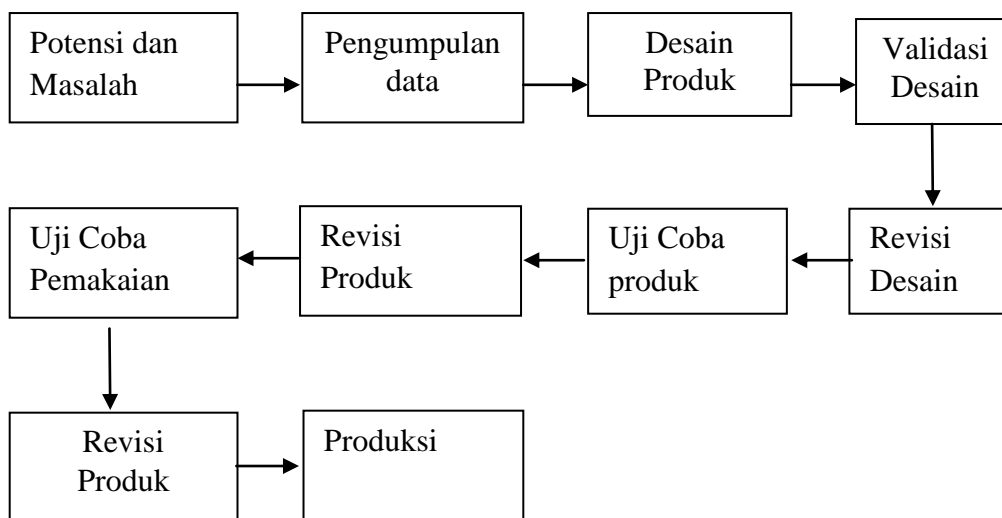 Potensi dan
Masalah
Pengumpulan
data
Desain
Produk
Validasi
Desain
Revisi
Desain
Uji Coba
produk
Revisi
Produk
Uji Coba
Pemakaian
Revisi
Produk
Produksi